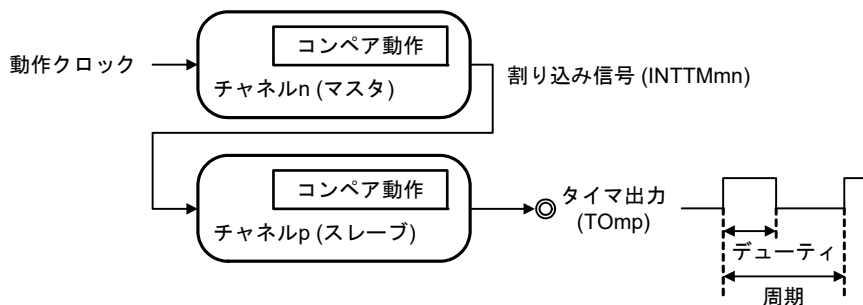 コンペア動作
動作クロック
チャネルn (マスタ)
割り込み信号 (INTTMmn)
コンペア動作
チャネルp (スレーブ)
タイマ出力
(TOmp)
デューティ
周期